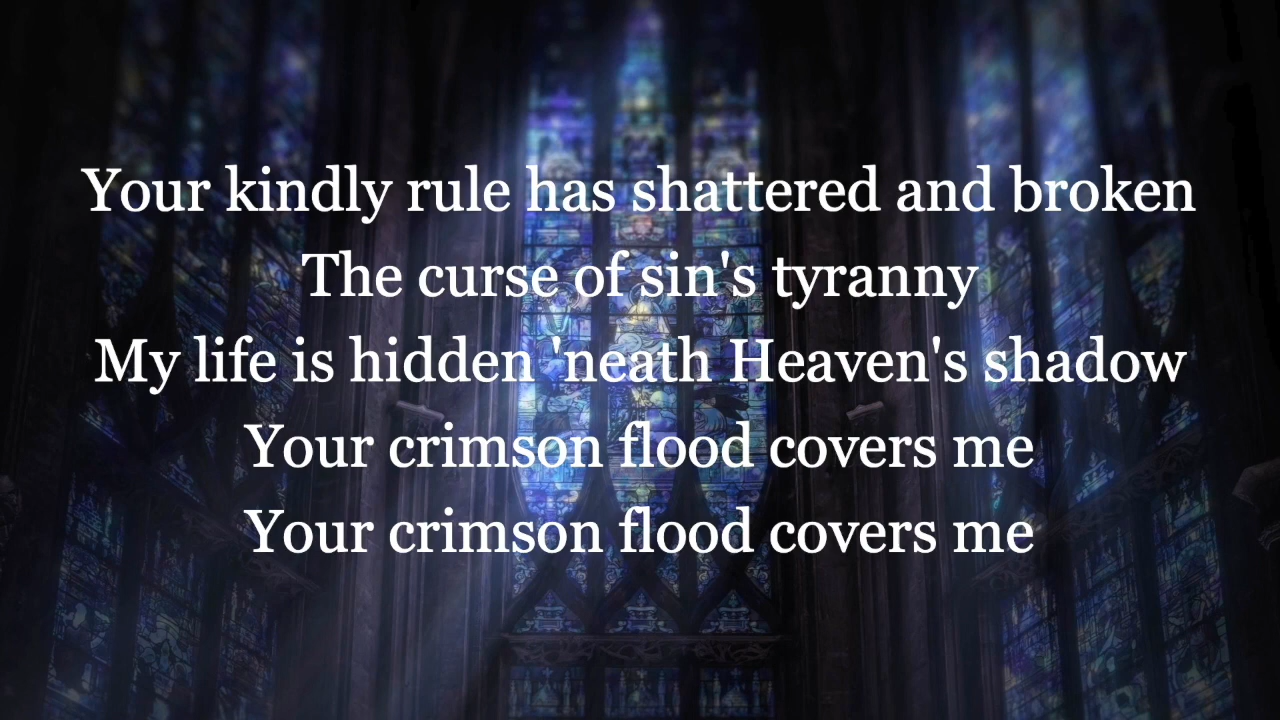 Your kindly rule has shattered and broken
The curse of sin's tyranny
My life is hidden 'neath Heaven's shadow
Your crimson flood covers me
Your crimson flood covers me